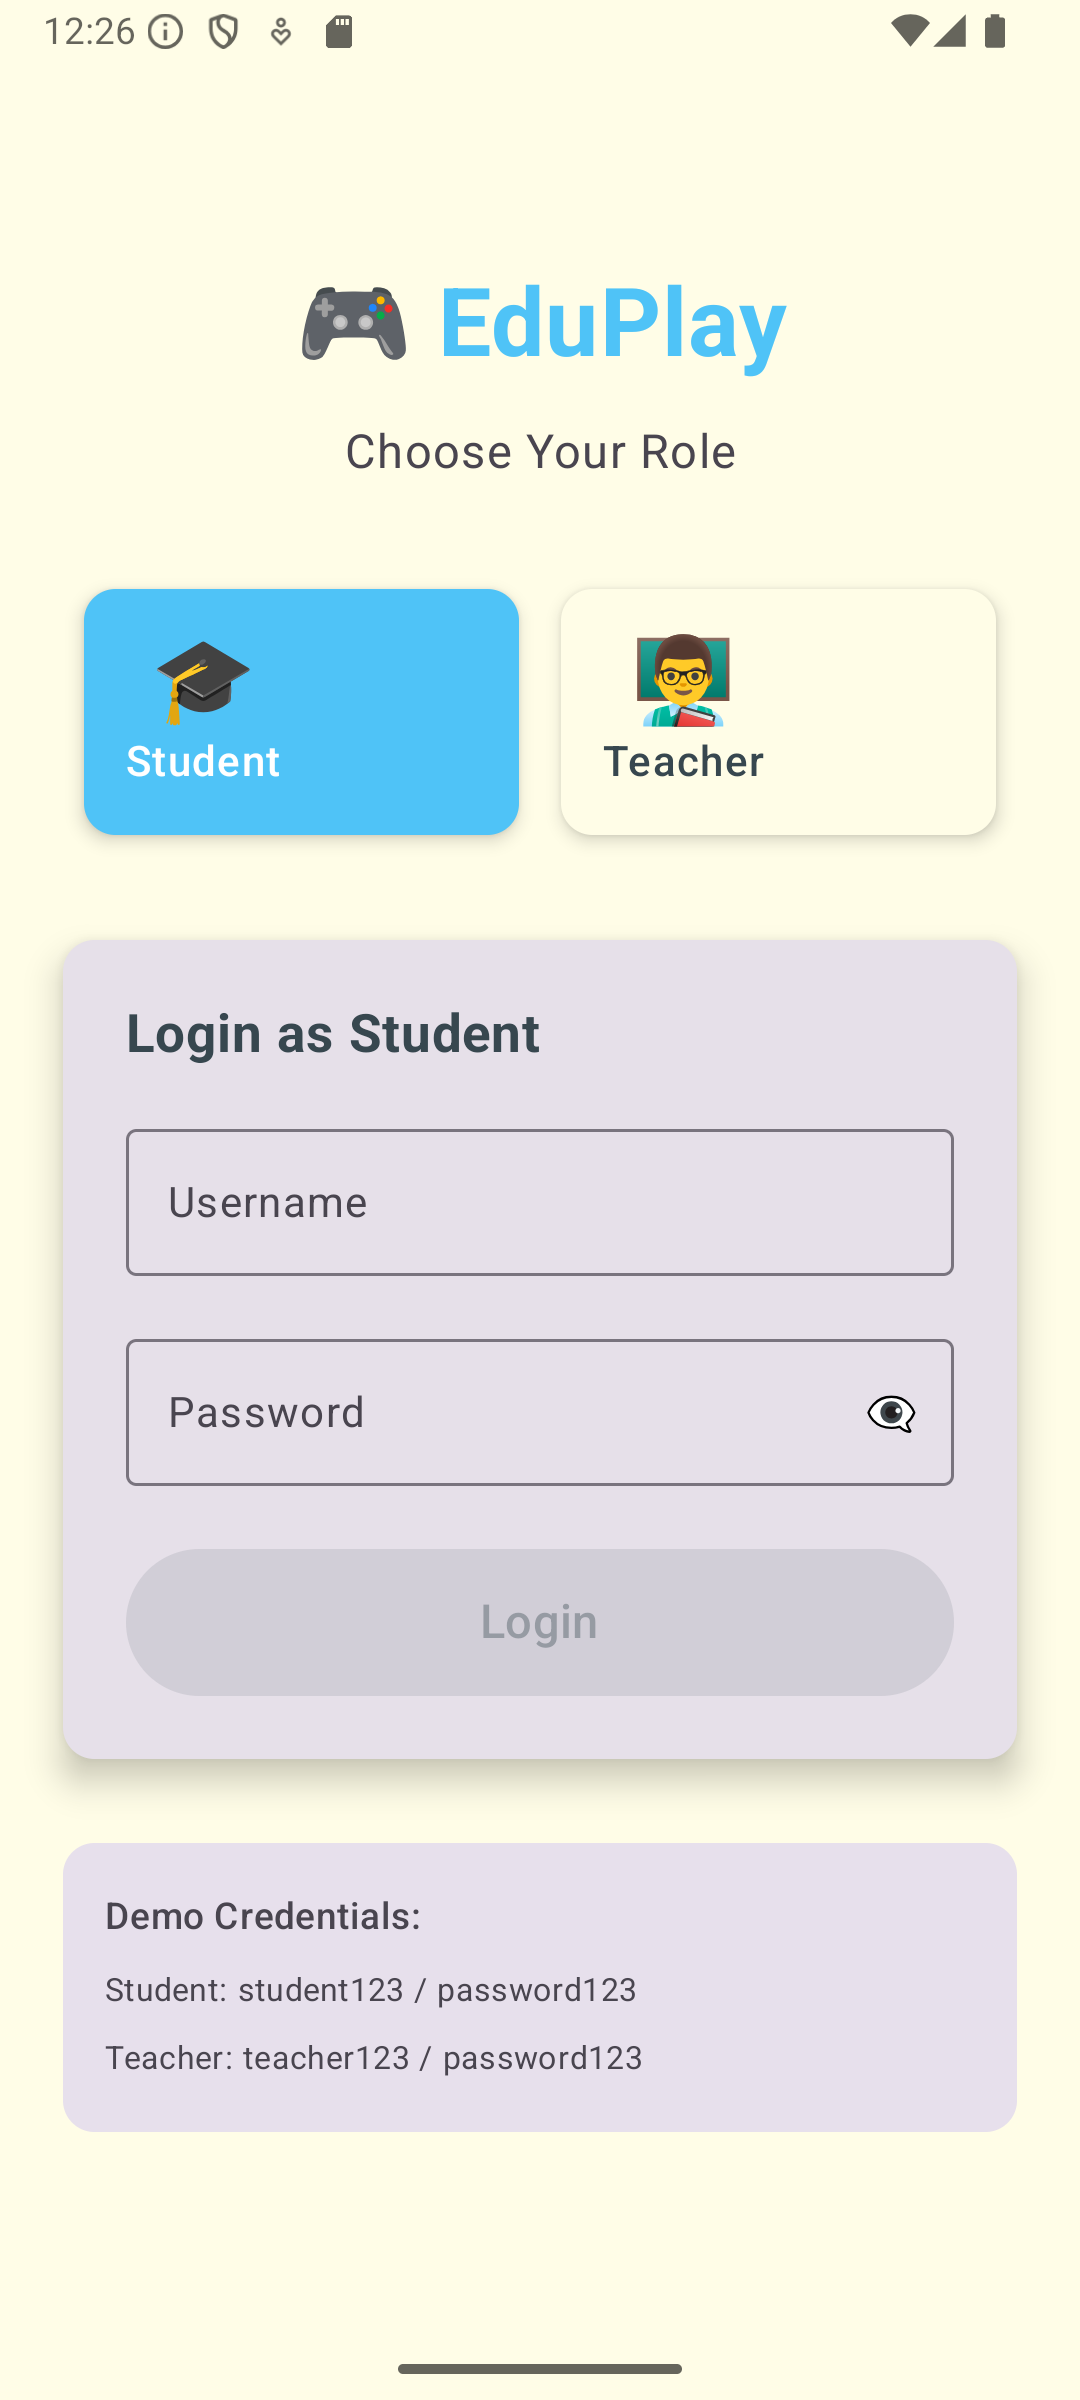 12:26
EduPlay
Choose Your Role
Student
Teacher
Login as Student
Username
Password
Login
Demo Credentials:
Student: student123 / password123
Teacher: teacher123 / password123